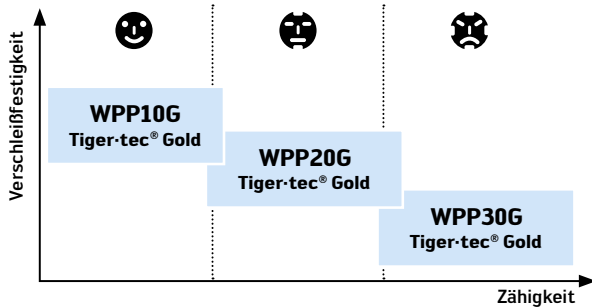 Verschleißfestigkeit
WPP10G
Tiger·tec® Gold
WPP20G
Tiger·tec® Gold
WPP30G
Tiger·tec® Gold
Zähigkeit